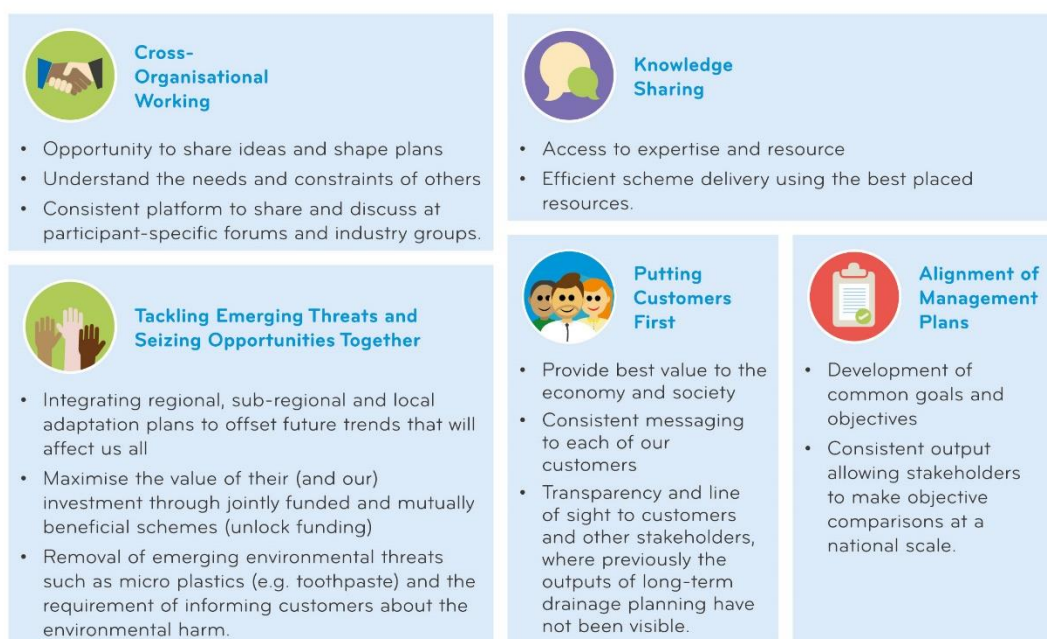 Cross-
Organisational
Working
• Opportunity to share ideas and shape plans
• Understand the needs and constraints of others
• Consistent platform to share and discuss at
participant-specific forums and industry groups.
Knowledge
Sharing
• Access to expertise and resource
• Efficient scheme delivery using the best placed
resources.
Tackling Emerging Threats and
Seizing Opportunities Together
• Integrating regional, sub-regional and local
adaptation plans to offset future trends that will
affect us all
• Maximise the value of their (and our)
investment through jointly funded and mutually
beneficial schemes (unlock funding)
• Removal of emerging environmental threats
such as micro plastics (e.g. toothpaste) and the
requirement of informing customers about the
environmental harm.
Putting
Customers
First
• Provide best value to the
economy and society
• Consistent messaging
to each of our
customers
• Transparency and line
of sight to customers
and other stakeholders,
where previously the
outputs of long-term
drainage planning have
not been visible.
Alignment of
Management
Plans
• Development of
common goals and
objectives
• Consistent output
allowing stakeholders
to make objective
comparisons at a
national scale.